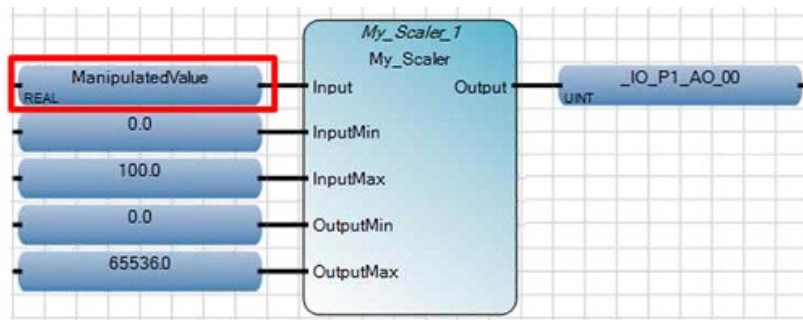 My_Scaler_1
My_Scaler
ManipulatedValue
REAL
Input
Output
_IO_P1_AO_00
UINT
0.0
InputMin
100.0
InputMax
0.0
OutputMin
65536.0
OutputMax